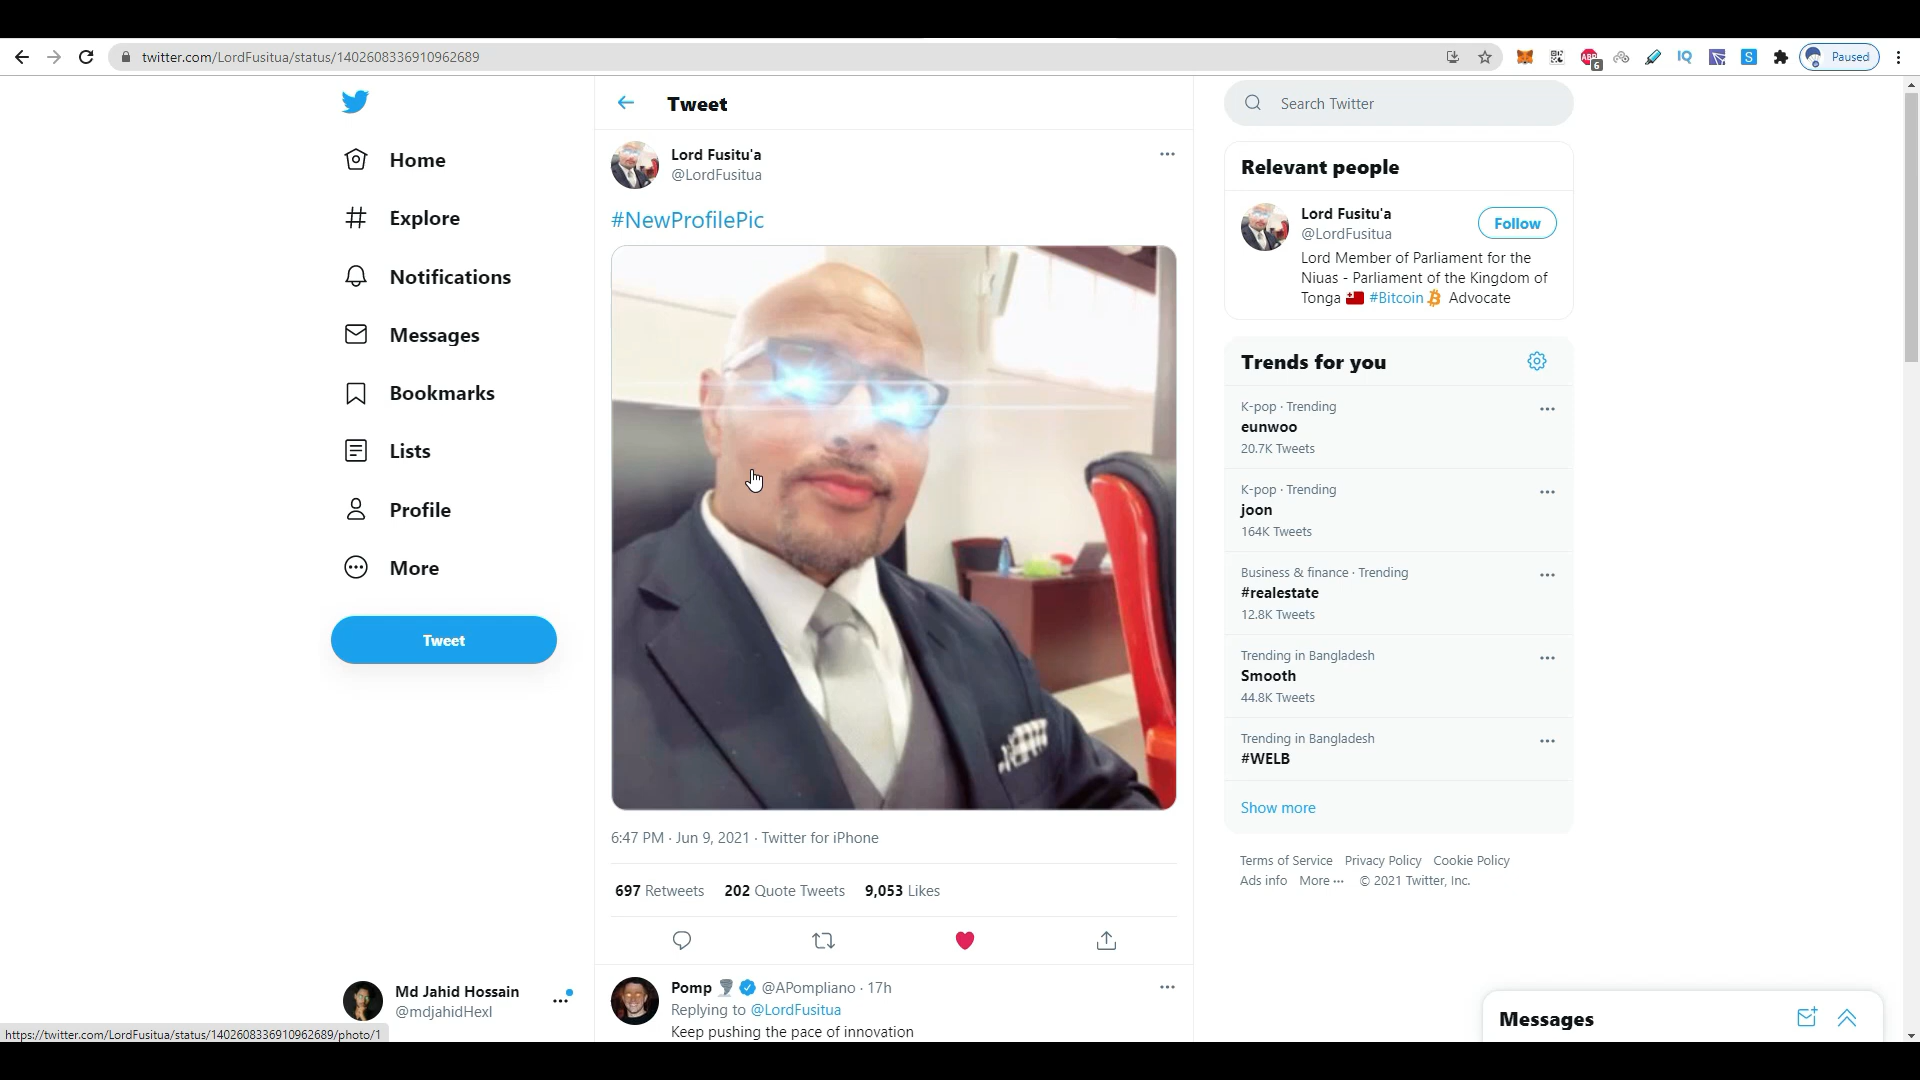 twitter.com/LordFusitua/status/1402608336910962689
6
IQ
S
Paused
Home
Explore
Notifications
Messages
Bookmarks
Lists
Profile
More
Tweet
Md Jahid Hossain
@mdjahidHexl
https://twitter.com/LordFusitua/status/1402608336910962689/photo/1
Tweet
Lord Fusitu'a
@LordFusitua
#NewProfilePic
6:47 PM · Jun 9, 2021 · Twitter for iPhone
697 Retweets 202 Quote Tweets 9,053 Likes
Pomp @APompliano · 17h
Replying to @LordFusitua
Keep pushing the pace of innovation
Search Twitter
Relevant people
Lord Fusitu'a
@LordFusitua
Follow
Lord Member of Parliament for the
Niuas - Parliament of the Kingdom of
Tonga #Bitcoin Advocate
Trends for you
K-pop · Trending
eunwoo
20.7K Tweets
K-pop · Trending
joon
164K Tweets
Business & finance · Trending
#realestate
12.8K Tweets
Trending in Bangladesh
Smooth
44.8K Tweets
Trending in Bangladesh
#WELB
Show more
Terms of Service Privacy Policy Cookie Policy
Ads info More ··· © 2021 Twitter, Inc.
Messages